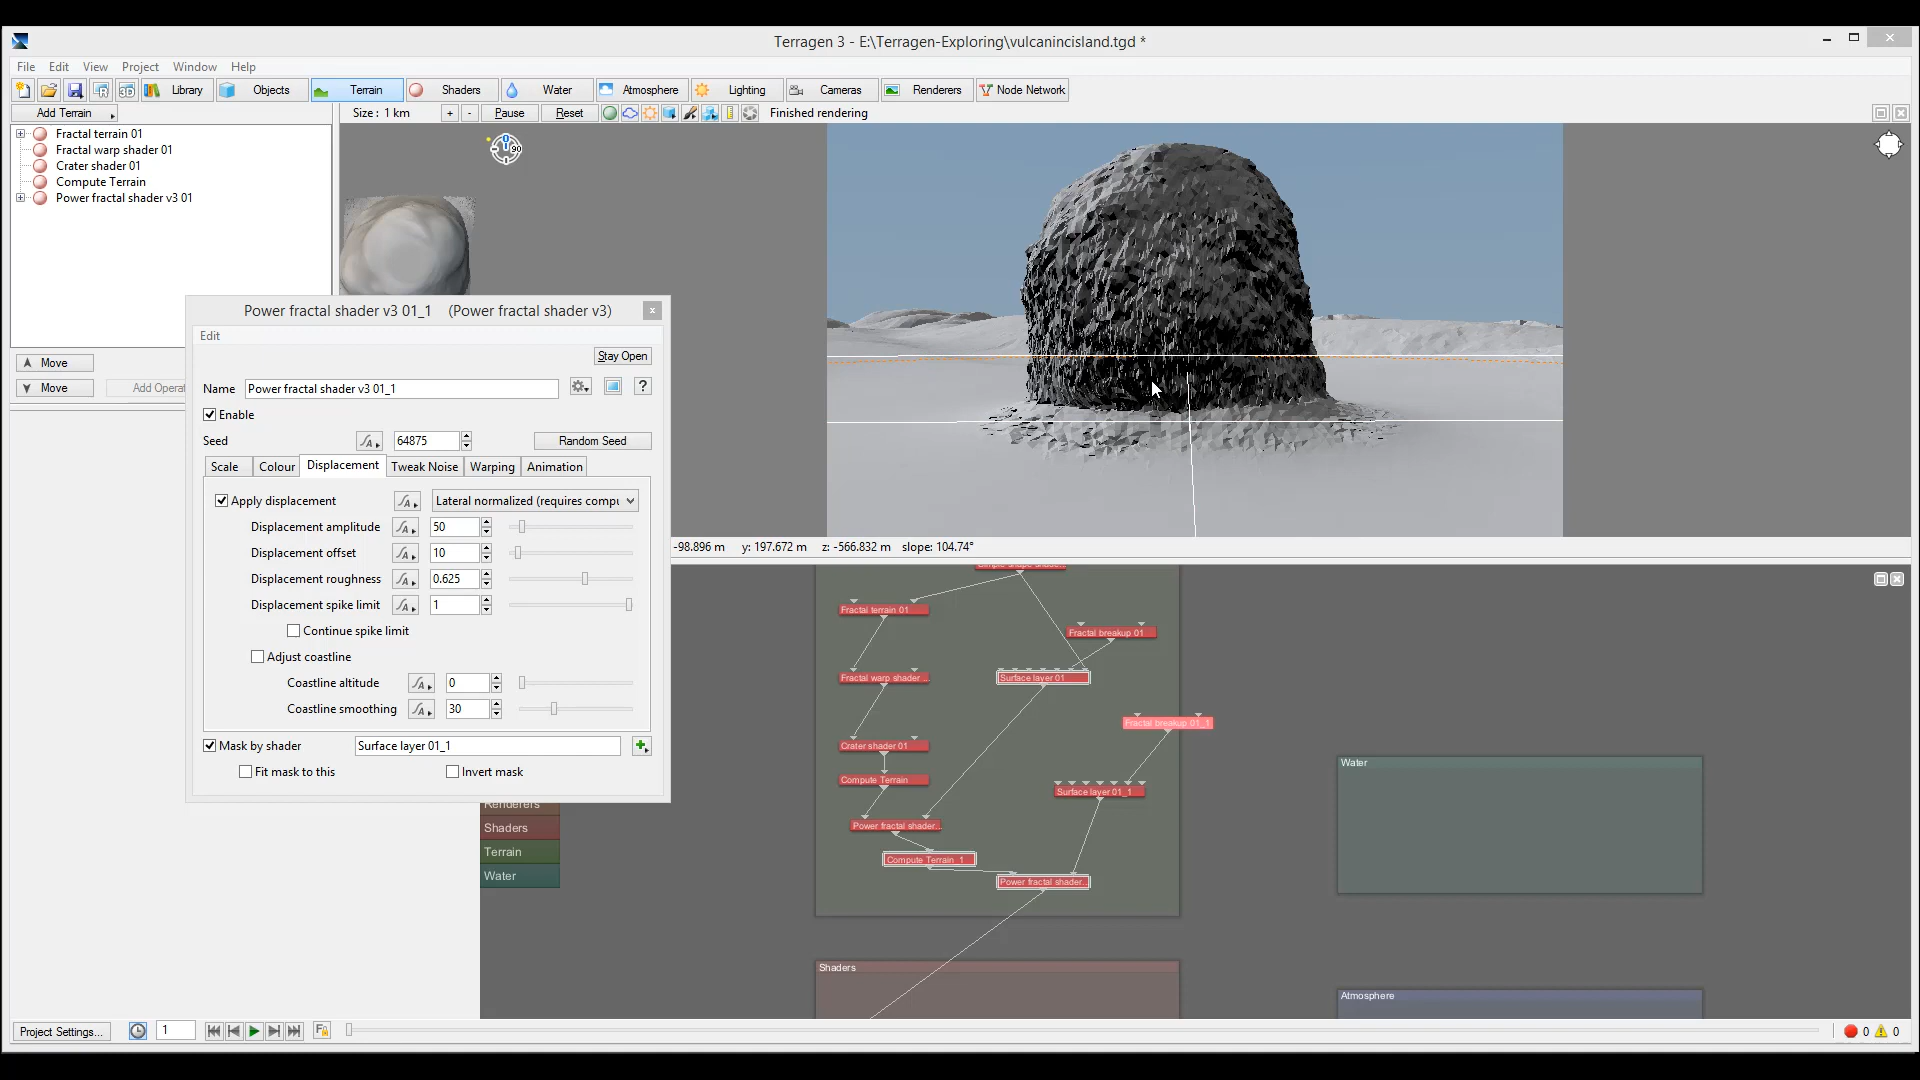 Terragen 3 - E:\Terragen-Exploring\vulcanincisland.tgd *
File Edit View Project Window Help
Library Objects Terrain Shaders Water Atmosphere Lighting Cameras Renderers Node Network
Add Terrain Size : 1 km + - Pause Reset Finished rendering
Fractal terrain 01
Fractal warp shader 01
Crater shader 01
Compute Terrain
Power fractal shader v3 01
90
Move
Move Add Operat
Power fractal shader v3 01_1 (Power fractal shader v3)
Edit
Stay Open
Name Power fractal shader v3 01_1 ?
Enable
Seed 64875 Random Seed
Scale Colour Displacement Tweak Noise Warping Animation
Apply displacement Lateral normalized (requires compu
Displacement amplitude 50
Displacement offset 10
Displacement roughness 0.625
Displacement spike limit 1
Continue spike limit
Adjust coastline
Coastline altitude 0
Coastline smoothing 30
Mask by shader Surface layer 01_1
Fit mask to this Invert mask
-98.896 m y: 197.672 m z: -566.832 m slope: 104.74°
Simple shape shade...
Fractal terrain 01
Fractal breakup 01
Fractal warp shader ...
Surface layer 01
Fractal breakup 01_1
Crater shader 01
Compute Terrain
Surface layer 01_1
Power fractal shader...
Compute Terrain_1
Power fractal shader...
Water
Shaders
Atmosphere
Renderers
Shaders
Terrain
Water
Project Settings... 1 0 0